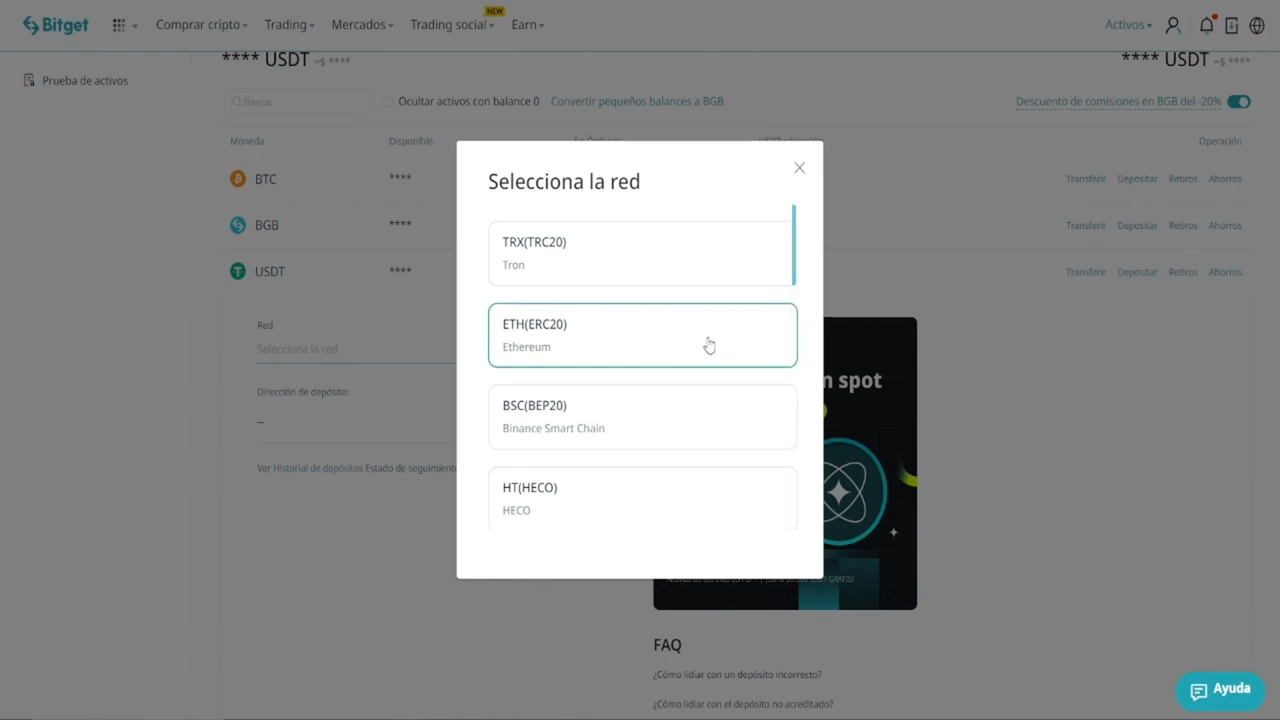 Bitget Comprar cripto Trading Mercados Trading social NEW Earn Activos
**** USDT ≈$ **** **** USDT ≈$ ****
Prueba de activos
Buscar Ocultar activos con balance 0 Convertir pequeños balances a BGB Descuento de comisiones en BGB del -20%
Moneda Disponible En Órdenes Operación
BTC **** Transferir Depositar Retiros Ahorros
BGB **** Transferir Depositar Retiros Ahorros
USDT **** Transferir Depositar Retiros Ahorros
Selecciona la red
TRX(TRC20)
Tron
ETH(ERC20)
Ethereum
BSC(BEP20)
Binance Smart Chain
HT(HECO)
HECO
Red
Selecciona la red
Dirección de depósito:
--
Ver Historial de depósitos Estado de seguimiento
n spot
GRATIS!
FAQ
¿Cómo lidiar con un depósito incorrecto?
¿Cómo lidiar con el depósito no acreditado?
Ayuda